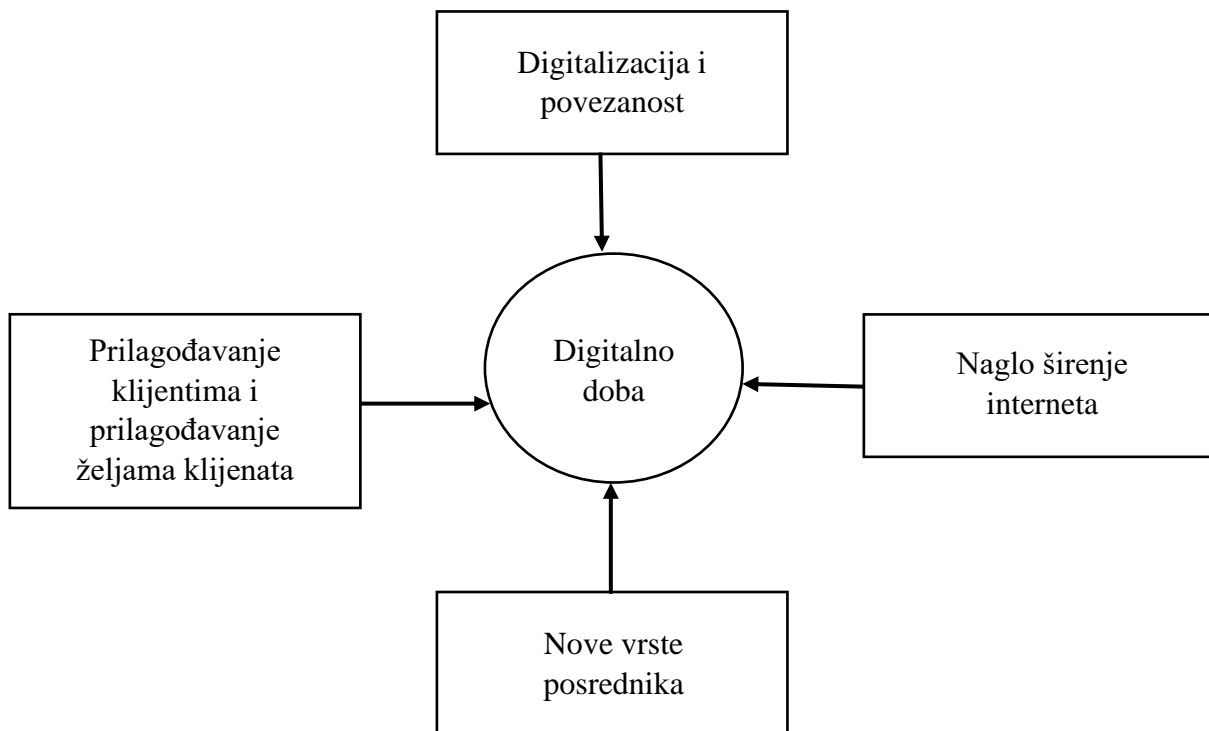 Digitalizacija i
povezanost
Prilagođavanje
klijentima i
prilagođavanje
željama klijenata
Digitalno
doba
Naglo širenje
interneta
Nove vrste
posrednika